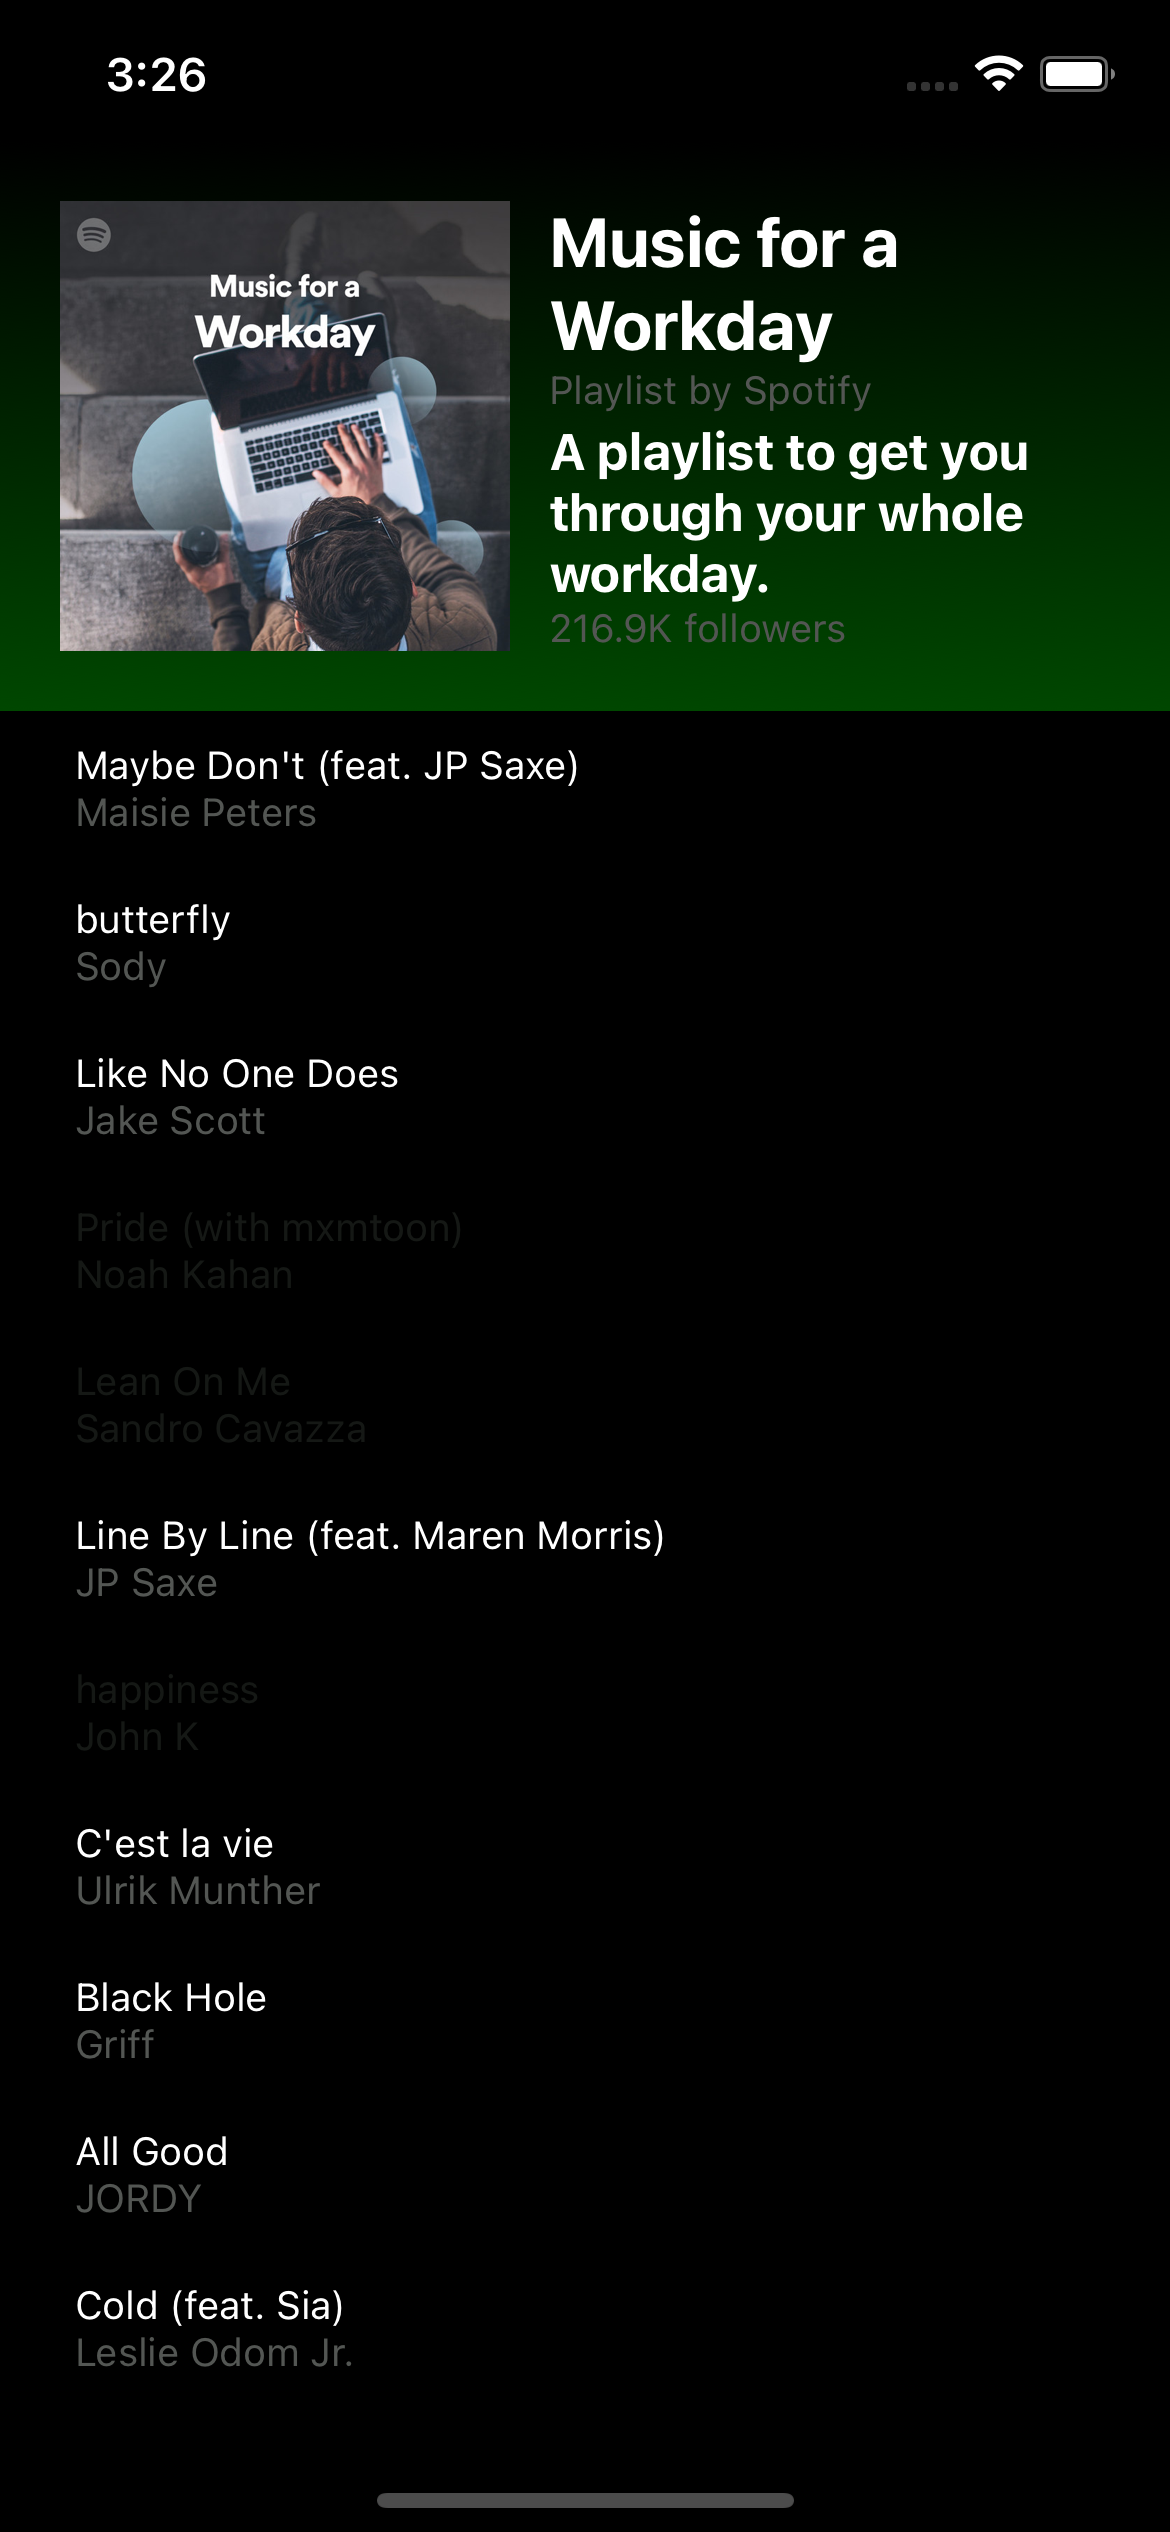 3:26
Music for a
Workday
Music for a
Workday
Playlist by Spotify
A playlist to get you
through your whole
workday.
216.9K followers
Maybe Don't (feat. JP Saxe)
Maisie Peters
butterfly
Sody
Like No One Does
Jake Scott
Pride (with mxmtoon)
Noah Kahan
Lean On Me
Sandro Cavazza
Line By Line (feat. Maren Morris)
JP Saxe
happiness
John K
C'est la vie
Ulrik Munther
Black Hole
Griff
All Good
JORDY
Cold (feat. Sia)
Leslie Odom Jr.